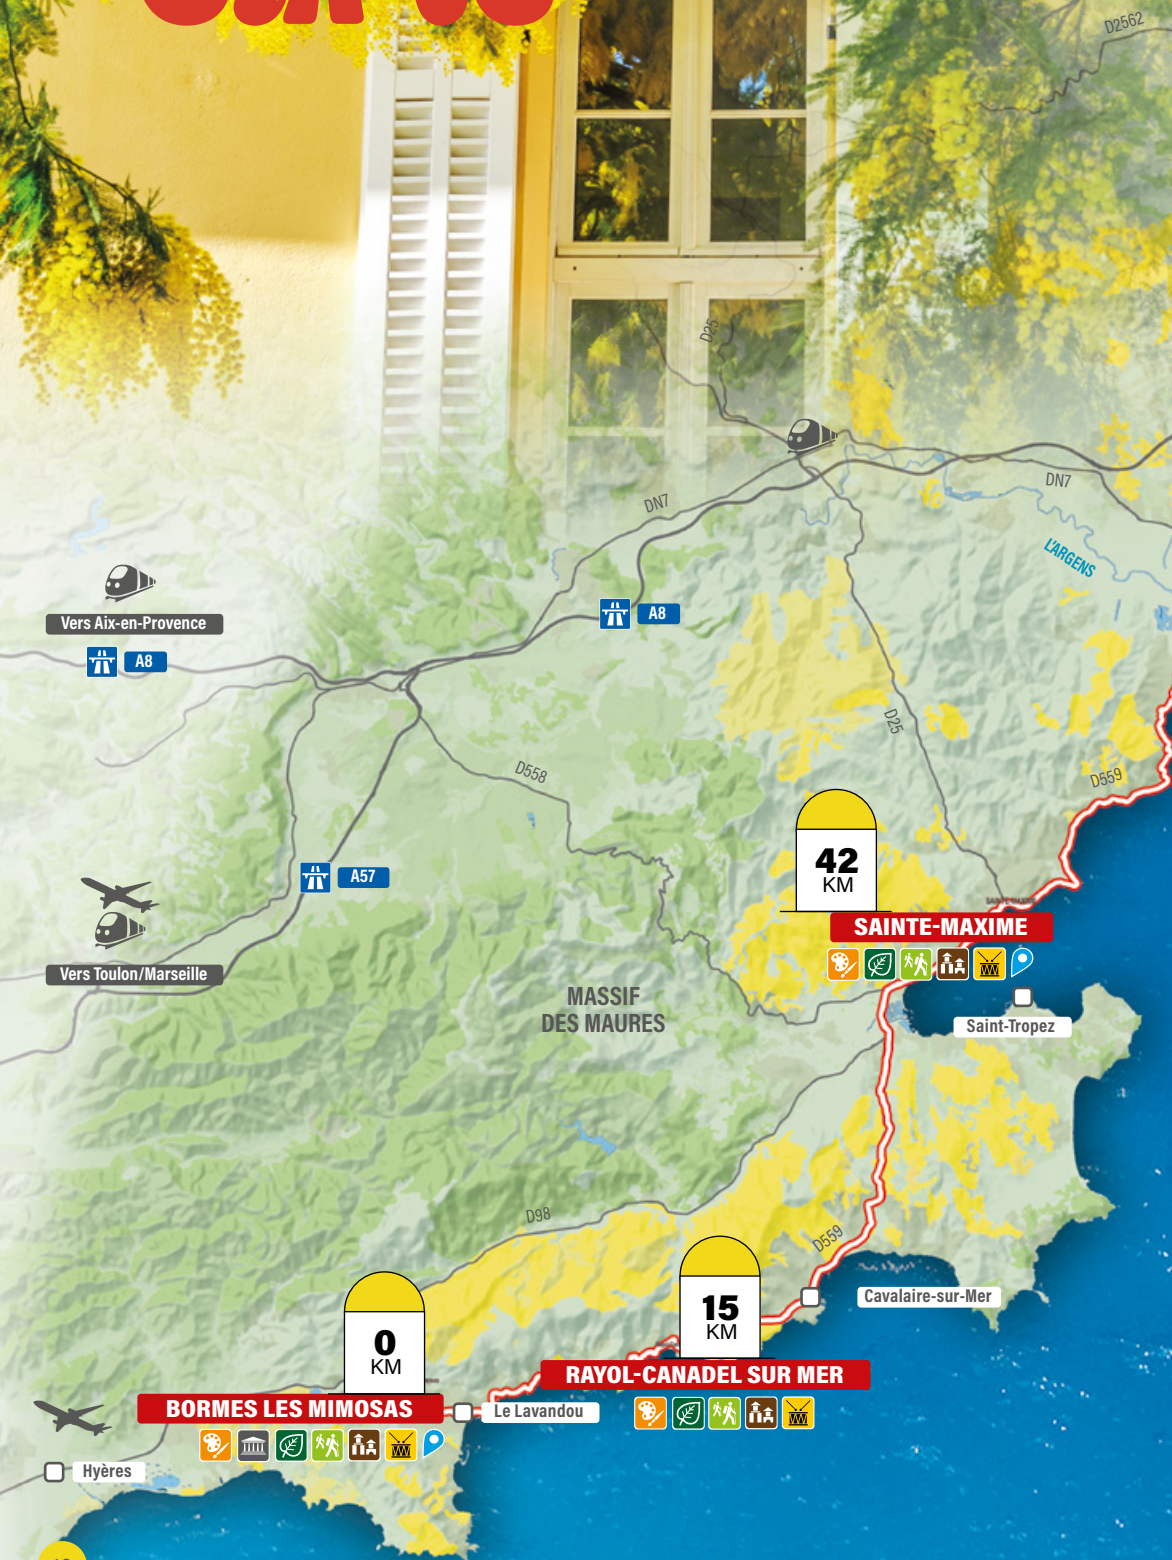 D2562
D25
DN7
DN7
L'ARGENS
Vers Aix-en-Provence
A8
A8
D25
D558
D559
42
KM
A57
SAINTE-MAXIME
Vers Toulon/Marseille
MASSIF
DES MAURES
Saint-Tropez
D98
D559
15
KM
Cavalaire-sur-Mer
0
KM
RAYOL-CANADEL SUR MER
BORMES LES MIMOSAS
Le Lavandou
Hyères